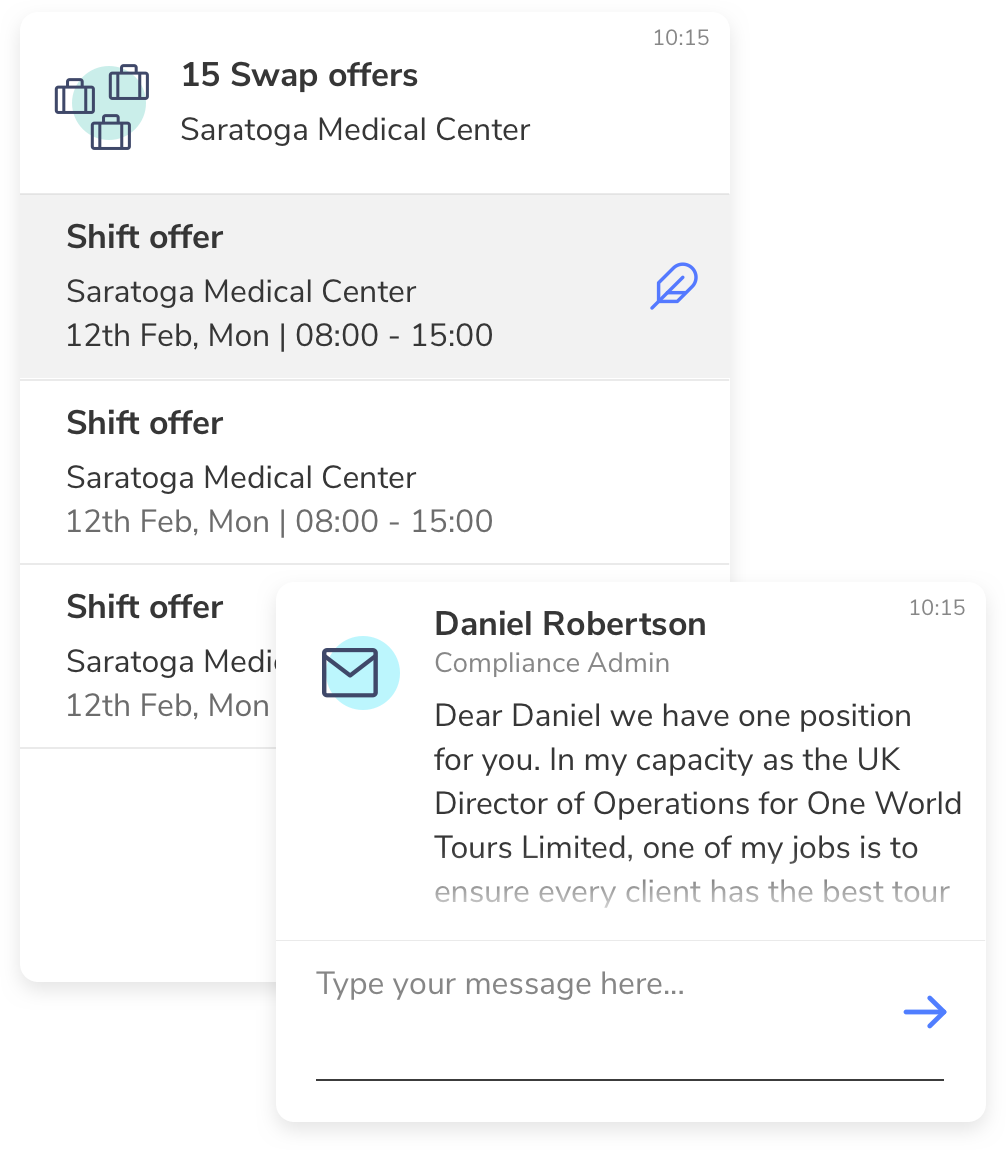 10:15
15 Swap offers
Saratoga Medical Center
Shift offer
Saratoga Medical Center
12th Feb, Mon | 08:00 - 15:00
Shift offer
Saratoga Medical Center
12th Feb, Mon | 08:00 - 15:00
Shift offer
Saratoga
12th Feb, Mon
10:15
Daniel Robertson
Compliance Admin
Dear Daniel we have one position
for you. In my capacity as the UK
Director of Operations for One World
Tours Limited, one of my jobs is to
ensure every client has the best tour
Type your message here...